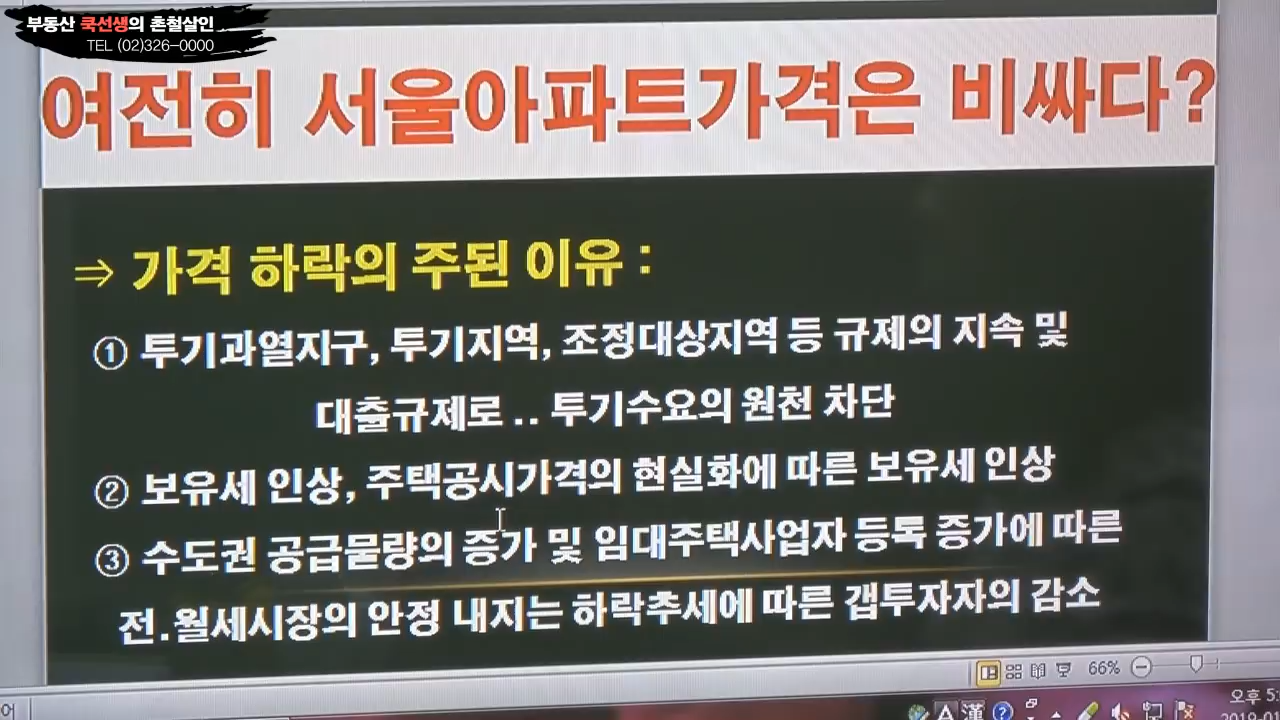 부동산 쿡선생의 촌철살인
TEL (02)326-0000
여전히 서울아파트가격은 비싸다?
⇒ 가격 하락의 주된 이유 :
① 투기과열지구, 투기지역, 조정대상지역 등 규제의 지속 및
대출규제로 .. 투기수요의 원천 차단
② 보유세 인상, 주택공시가격의 현실화에 따른 보유세 인상
③ 수도권 공급물량의 증가 및 임대주택사업자 등록 증가에 따른
전.월세시장의 안정 내지는 하락추세에 따른 갭투자자의 감소
66%
A 漢
오후 5: